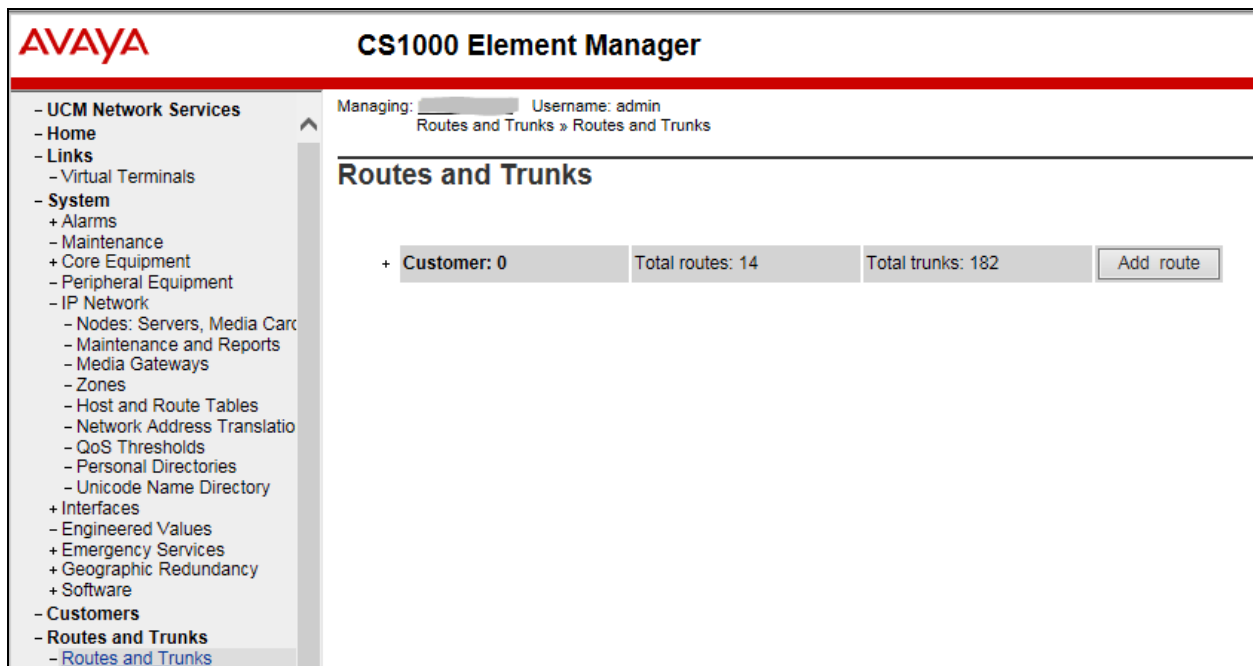 AVAYA
CS1000 Element Manager
– UCM Network Services
– Home
– Links
– Virtual Terminals
– System
+ Alarms
– Maintenance
+ Core Equipment
– Peripheral Equipment
– IP Network
– Nodes: Servers, Media Card
– Maintenance and Reports
– Media Gateways
– Zones
– Host and Route Tables
– Network Address Translatio
– QoS Thresholds
– Personal Directories
– Unicode Name Directory
+ Interfaces
– Engineered Values
+ Emergency Services
+ Geographic Redundancy
+ Software
– Customers
– Routes and Trunks
– Routes and Trunks
Managing: Username: admin
Routes and Trunks » Routes and Trunks
Routes and Trunks
+ Customer: 0 Total routes: 14 Total trunks: 182 Add route